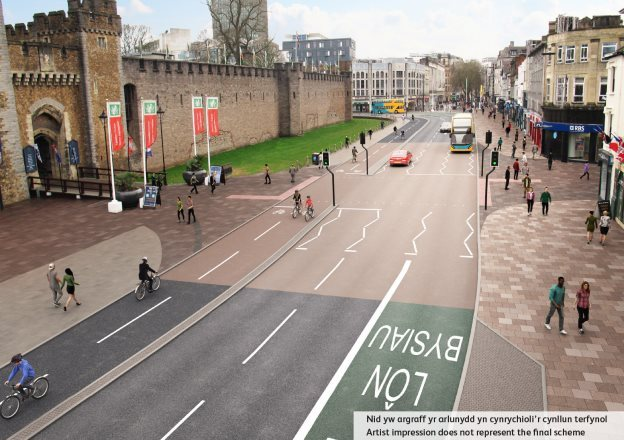 RBS
LÔN
BYSIAU
Nid yw argraff yr arlunydd yn cynrychioli'r cynllun terfynol
Artist impression does not represent the final scheme